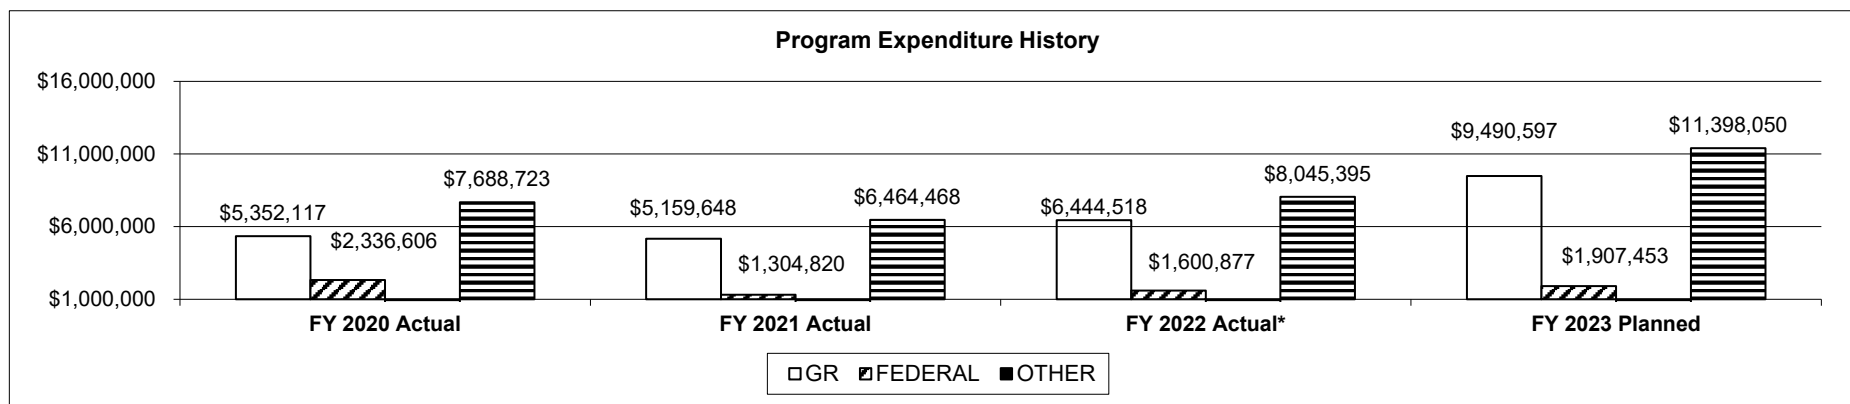 Program Expenditure History
$16,000,000
$11,000,000
$6,000,000
$1,000,000
$5,352,117
$2,336,606
$7,688,723
$5,159,648
$1,304,820
$6,464,468
$6,444,518
$1,600,877
$8,045,395
$9,490,597
$1,907,453
$11,398,050
FY 2020 Actual
FY 2021 Actual
FY 2022 Actual*
FY 2023 Planned
GR FEDERAL OTHER